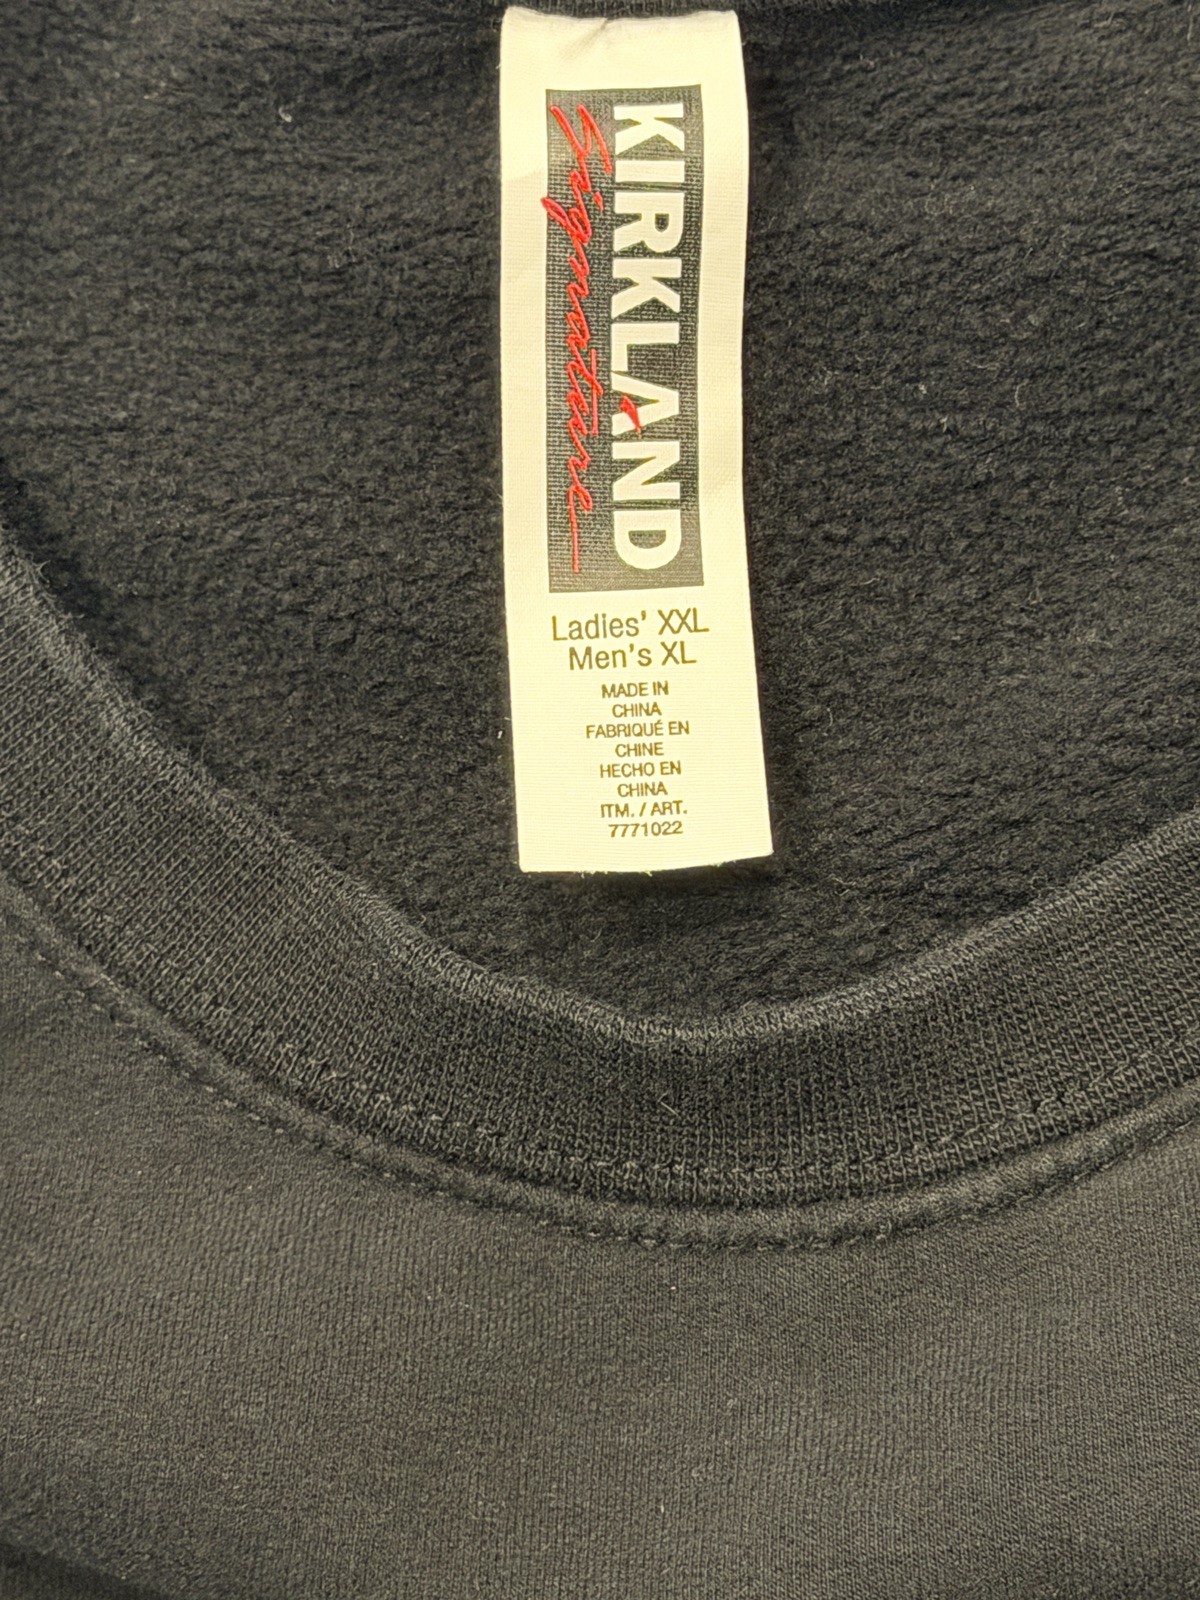 KIRKLAND
Signature
Ladies' XXL
Men's XL
MADE IN
CHINA
FABRIQUÉ EN
CHINE
HECHO EN
CHINA
ITM. / ART.
7771022